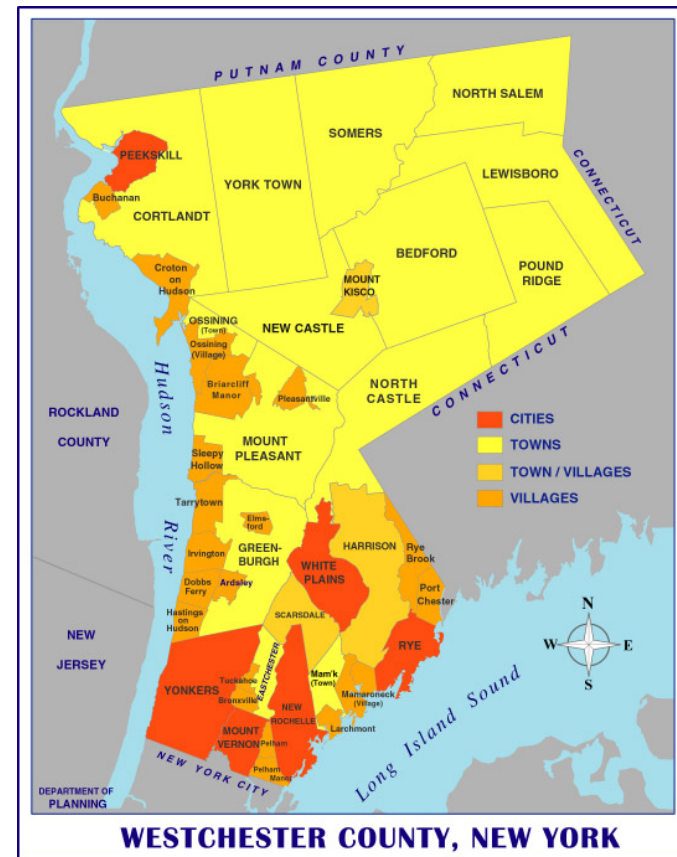 PUTNAM COUNTY
NORTH SALEM
SOMERS
PEEKSKILL
LEWISBORO
CONNECTICUT
YORK TOWN
Buchanan
CORTLANDT
BEDFORD
POUND
RIDGE
Croton
on
Hudson
MOUNT
KISCO
OSSINING
(Town)
NEW CASTLE
Ossining
(Village)
Hudson
River
Briarcliff
Manor
Pleasantville
NORTH
CASTLE
CONNECTICUT
ROCKLAND
COUNTY
CITIES
TOWNS
TOWN / VILLAGES
VILLAGES
MOUNT
PLEASANT
Sleepy
Hollow
Tarrytown
Elms-
ford
GREEN-
BURGH
HARRISON
Rye
Brook
Irvington
WHITE
PLAINS
Dobbs
Ferry
Ardsley
Port
Chester
Hastings
on
Hudson
SCARSDALE
N
W
E
S
NEW
JERSEY
RYE
EASTCHESTER
YONKERS
Tuckahoe
Bronxville
Mam'k
(Town)
Mamaroneck
(Village)
NEW
ROCHELLE
Larchmont
MOUNT
VERNON
Pelham
Pelham
Manor
Long Island Sound
NEW YORK CITY
DEPARTMENT OF
PLANNING
WESTCHESTER COUNTY, NEW YORK